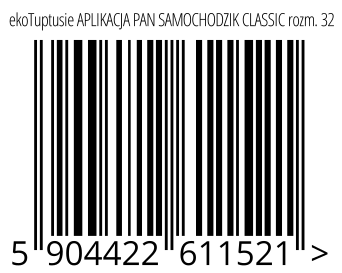 ekoTuptusie APLIKACJA PAN SAMOCHODZIK CLASSIC rozm. 32
5 904422 611521 >